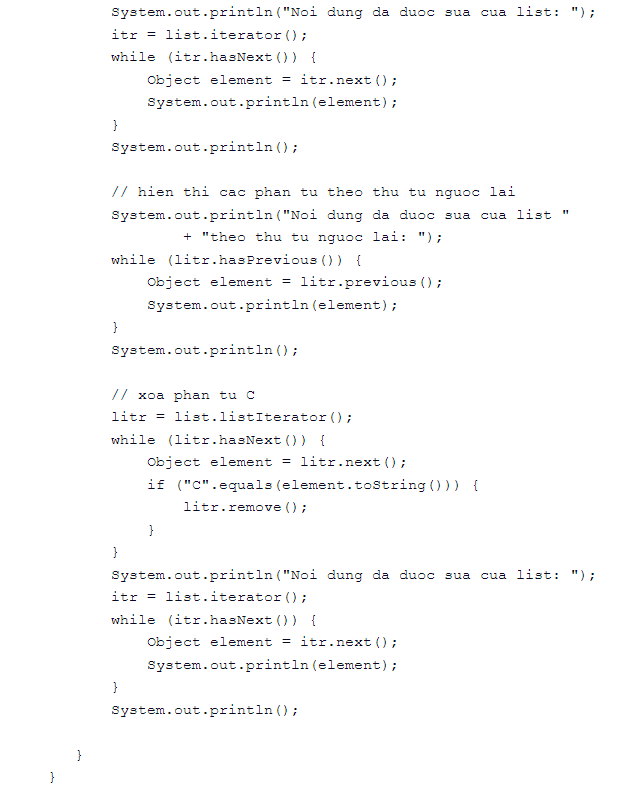 System.out.println("Noi dung da duoc sua cua list: ");
itr = list.iterator();
while (itr.hasNext()) {
Object element = itr.next();
System.out.println(element);
}
System.out.println();
// hien thi cac phan tu theo thu tu nguoc lai
System.out.println("Noi dung da duoc sua cua list "
+ "theo thu tu nguoc lai: ");
while (litr.hasPrevious()) {
Object element = litr.previous();
System.out.println(element);
}
System.out.println();
// xoa phan tu C
litr = list.listIterator();
while (litr.hasNext()) {
Object element = litr.next();
if ("C".equals(element.toString())) {
litr.remove();
}
}
System.out.println("Noi dung da duoc sua cua list: ");
itr = list.iterator();
while (itr.hasNext()) {
Object element = itr.next();
System.out.println(element);
}
System.out.println();
}
}